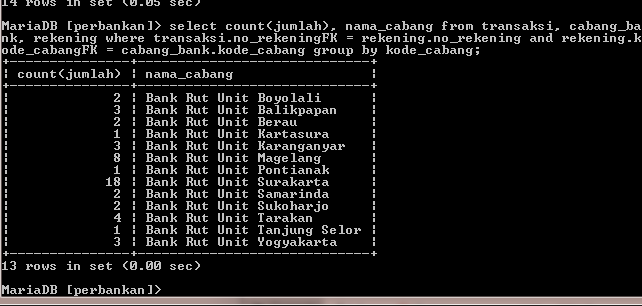 14 rows in set (0.05 sec)
MariaDB [perbankan]> select count(jumlah), nama_cabang from transaksi, cabang_ba
nk, rekening where transaksi.no_rekeningFK = rekening.no_rekening and rekening.k
ode_cabangFK = cabang_bank.kode_cabang group by kode_cabang;
+---------------+----------------------------+
| count(jumlah) | nama_cabang |
+---------------+----------------------------+
| 2 | Bank Rut Unit Boyolali |
| 3 | Bank Rut Unit Balikpapan |
| 2 | Bank Rut Unit Berau |
| 1 | Bank Rut Unit Kartasura |
| 3 | Bank Rut Unit Karanganyar |
| 8 | Bank Rut Unit Magelang |
| 1 | Bank Rut Unit Pontianak |
| 18 | Bank Rut Unit Surakarta |
| 2 | Bank Rut Unit Samarinda |
| 2 | Bank Rut Unit Sukoharjo |
| 4 | Bank Rut Unit Tarakan |
| 1 | Bank Rut Unit Tanjung Selor |
| 3 | Bank Rut Unit Yogyakarta |
+---------------+----------------------------+
13 rows in set (0.00 sec)
MariaDB [perbankan]>